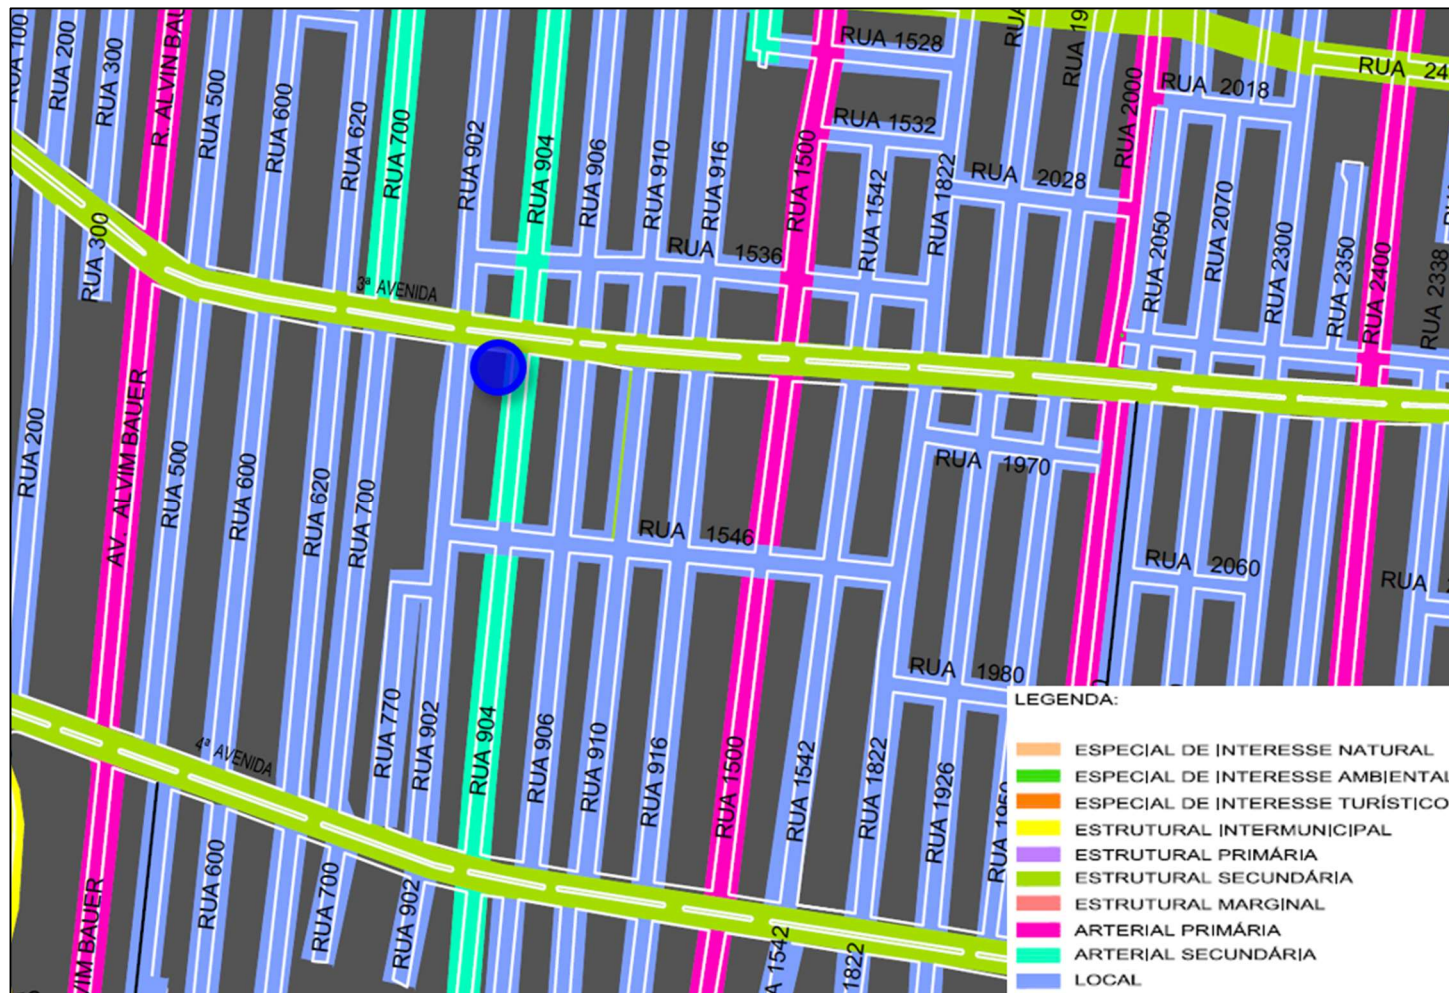 RUA 100
RUA 200
RUA 300
R. ALVIN BAU
RUA 500
RUA 600
RUA 620
RUA 700
RUA 902
RUA 904
RUA 906
RUA 910
RUA 916
RUA 1528
RUA 1532
RUA 1500
RUA 1542
RUA 1822
RUA
RUA 19
RUA 2000
RUA 2018
RUA 24
RUA 2028
RUA 2050
RUA 2070
RUA 2300
RUA 2350
RUA 2400
RUA 2338
RUA 300
3ª AVENIDA
RUA 1536
RUA 200
AV. ALVIM BAUER
RUA 500
RUA 600
RUA 620
RUA 700
RUA 1546
RUA 1970
RUA 2060
RUA
RUA 1980
4ª AVENIDA
RUA 770
RUA 902
RUA 904
RUA 906
RUA 910
RUA 916
RUA 1500
RUA 1542
RUA 1822
RUA 1926
RUA 1960
VIM BAUER
RUA 600
RUA 700
RUA 902
A 1542
1822
LEGENDA:
ESPECIAL DE INTERESSE NATURAL
ESPECIAL DE INTERESSE AMBIENTAL
ESPECIAL DE INTERESSE TURÍSTICO
ESTRUTURAL INTERMUNICIPAL
ESTRUTURAL PRIMÁRIA
ESTRUTURAL SECUNDÁRIA
ESTRUTURAL MARGINAL
ARTERIAL PRIMÁRIA
ARTERIAL SECUNDÁRIA
LOCAL